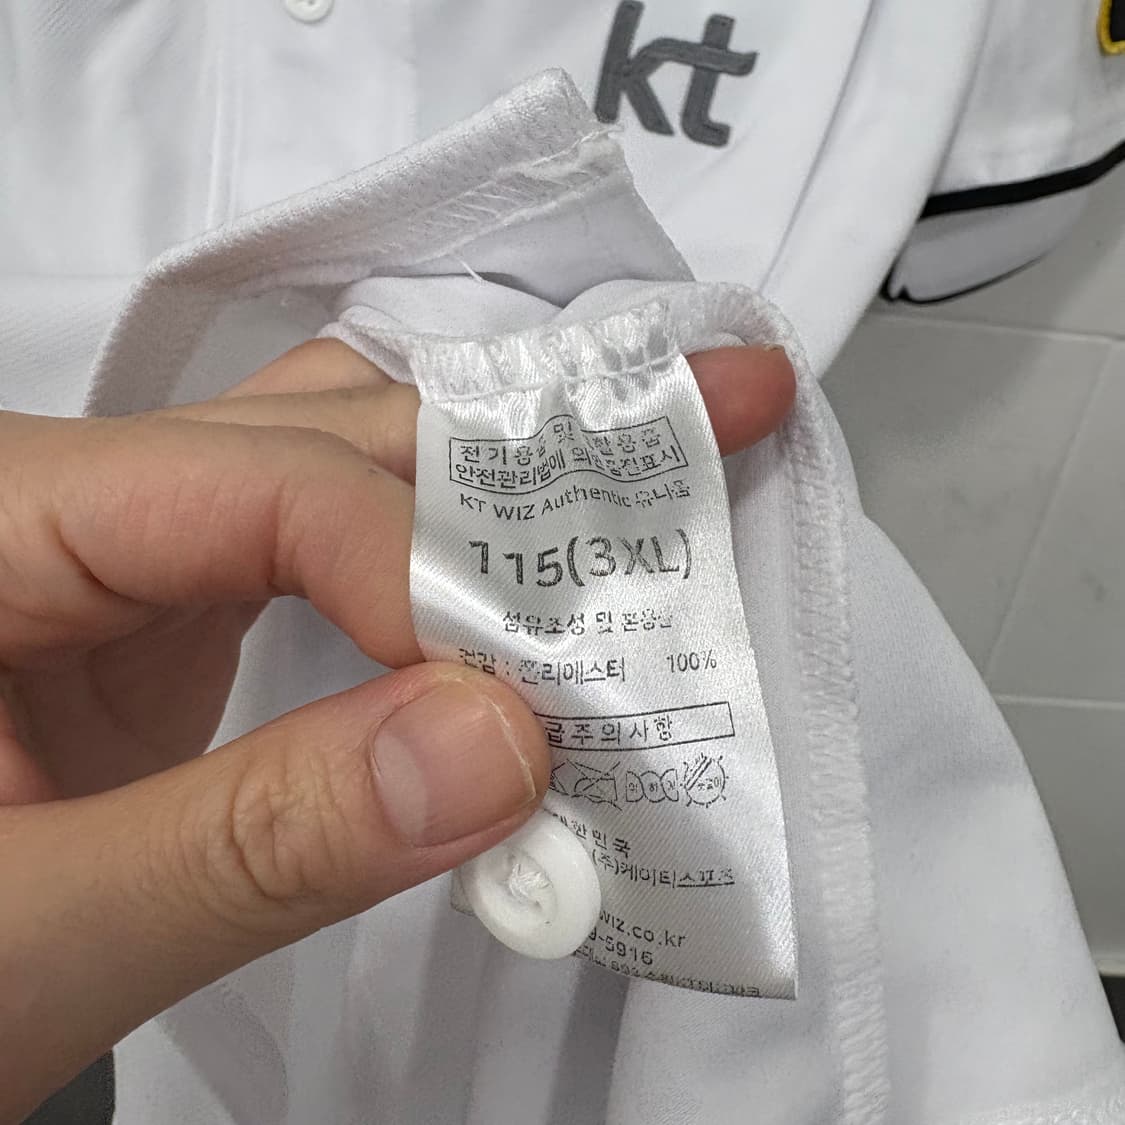 kt
전기용품 및 생활용품
안전관리법에 의한품질표시
KT WIZ Authentic 유니폼
115(3XL)
섬유조성 및 혼용율
겉감 : 폴리에스터 100%
급주의사항
대한민국
(주)케이티스포츠
wiz.co.kr
9-5916